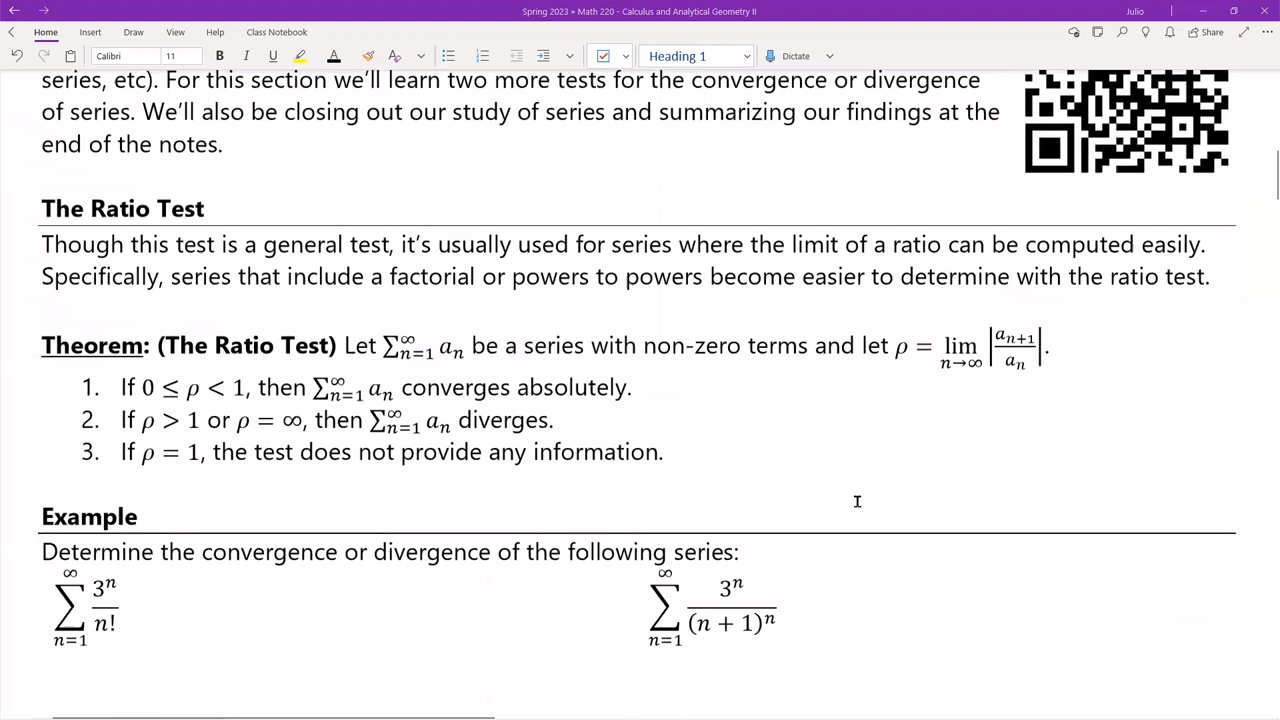 Spring 2023 » Math 220 - Calculus and Analytical Geometry II
Julio
Home Insert Draw View Help Class Notebook
Share
Calibri 11 B I U A Heading 1 Dictate
series, etc). For this section we’ll learn two more tests for the convergence or divergence
of series. We’ll also be closing out our study of series and summarizing our findings at the
end of the notes.
The Ratio Test
Though this test is a general test, it’s usually used for series where the limit of a ratio can be computed easily.
Specifically, series that include a factorial or powers to powers become easier to determine with the ratio test.
Theorem: (The Ratio Test) Let ∑_{n=1}^{∞} a_n be a series with non-zero terms and let ρ = lim_{n→∞} |a_{n+1}/a_n|.
1. If 0 ≤ ρ < 1, then ∑_{n=1}^{∞} a_n converges absolutely.
2. If ρ > 1 or ρ = ∞, then ∑_{n=1}^{∞} a_n diverges.
3. If ρ = 1, the test does not provide any information.
Example
Determine the convergence or divergence of the following series:
∑_{n=1}^{∞} 3^n/n! ∑_{n=1}^{∞} 3^n/(n + 1)^n